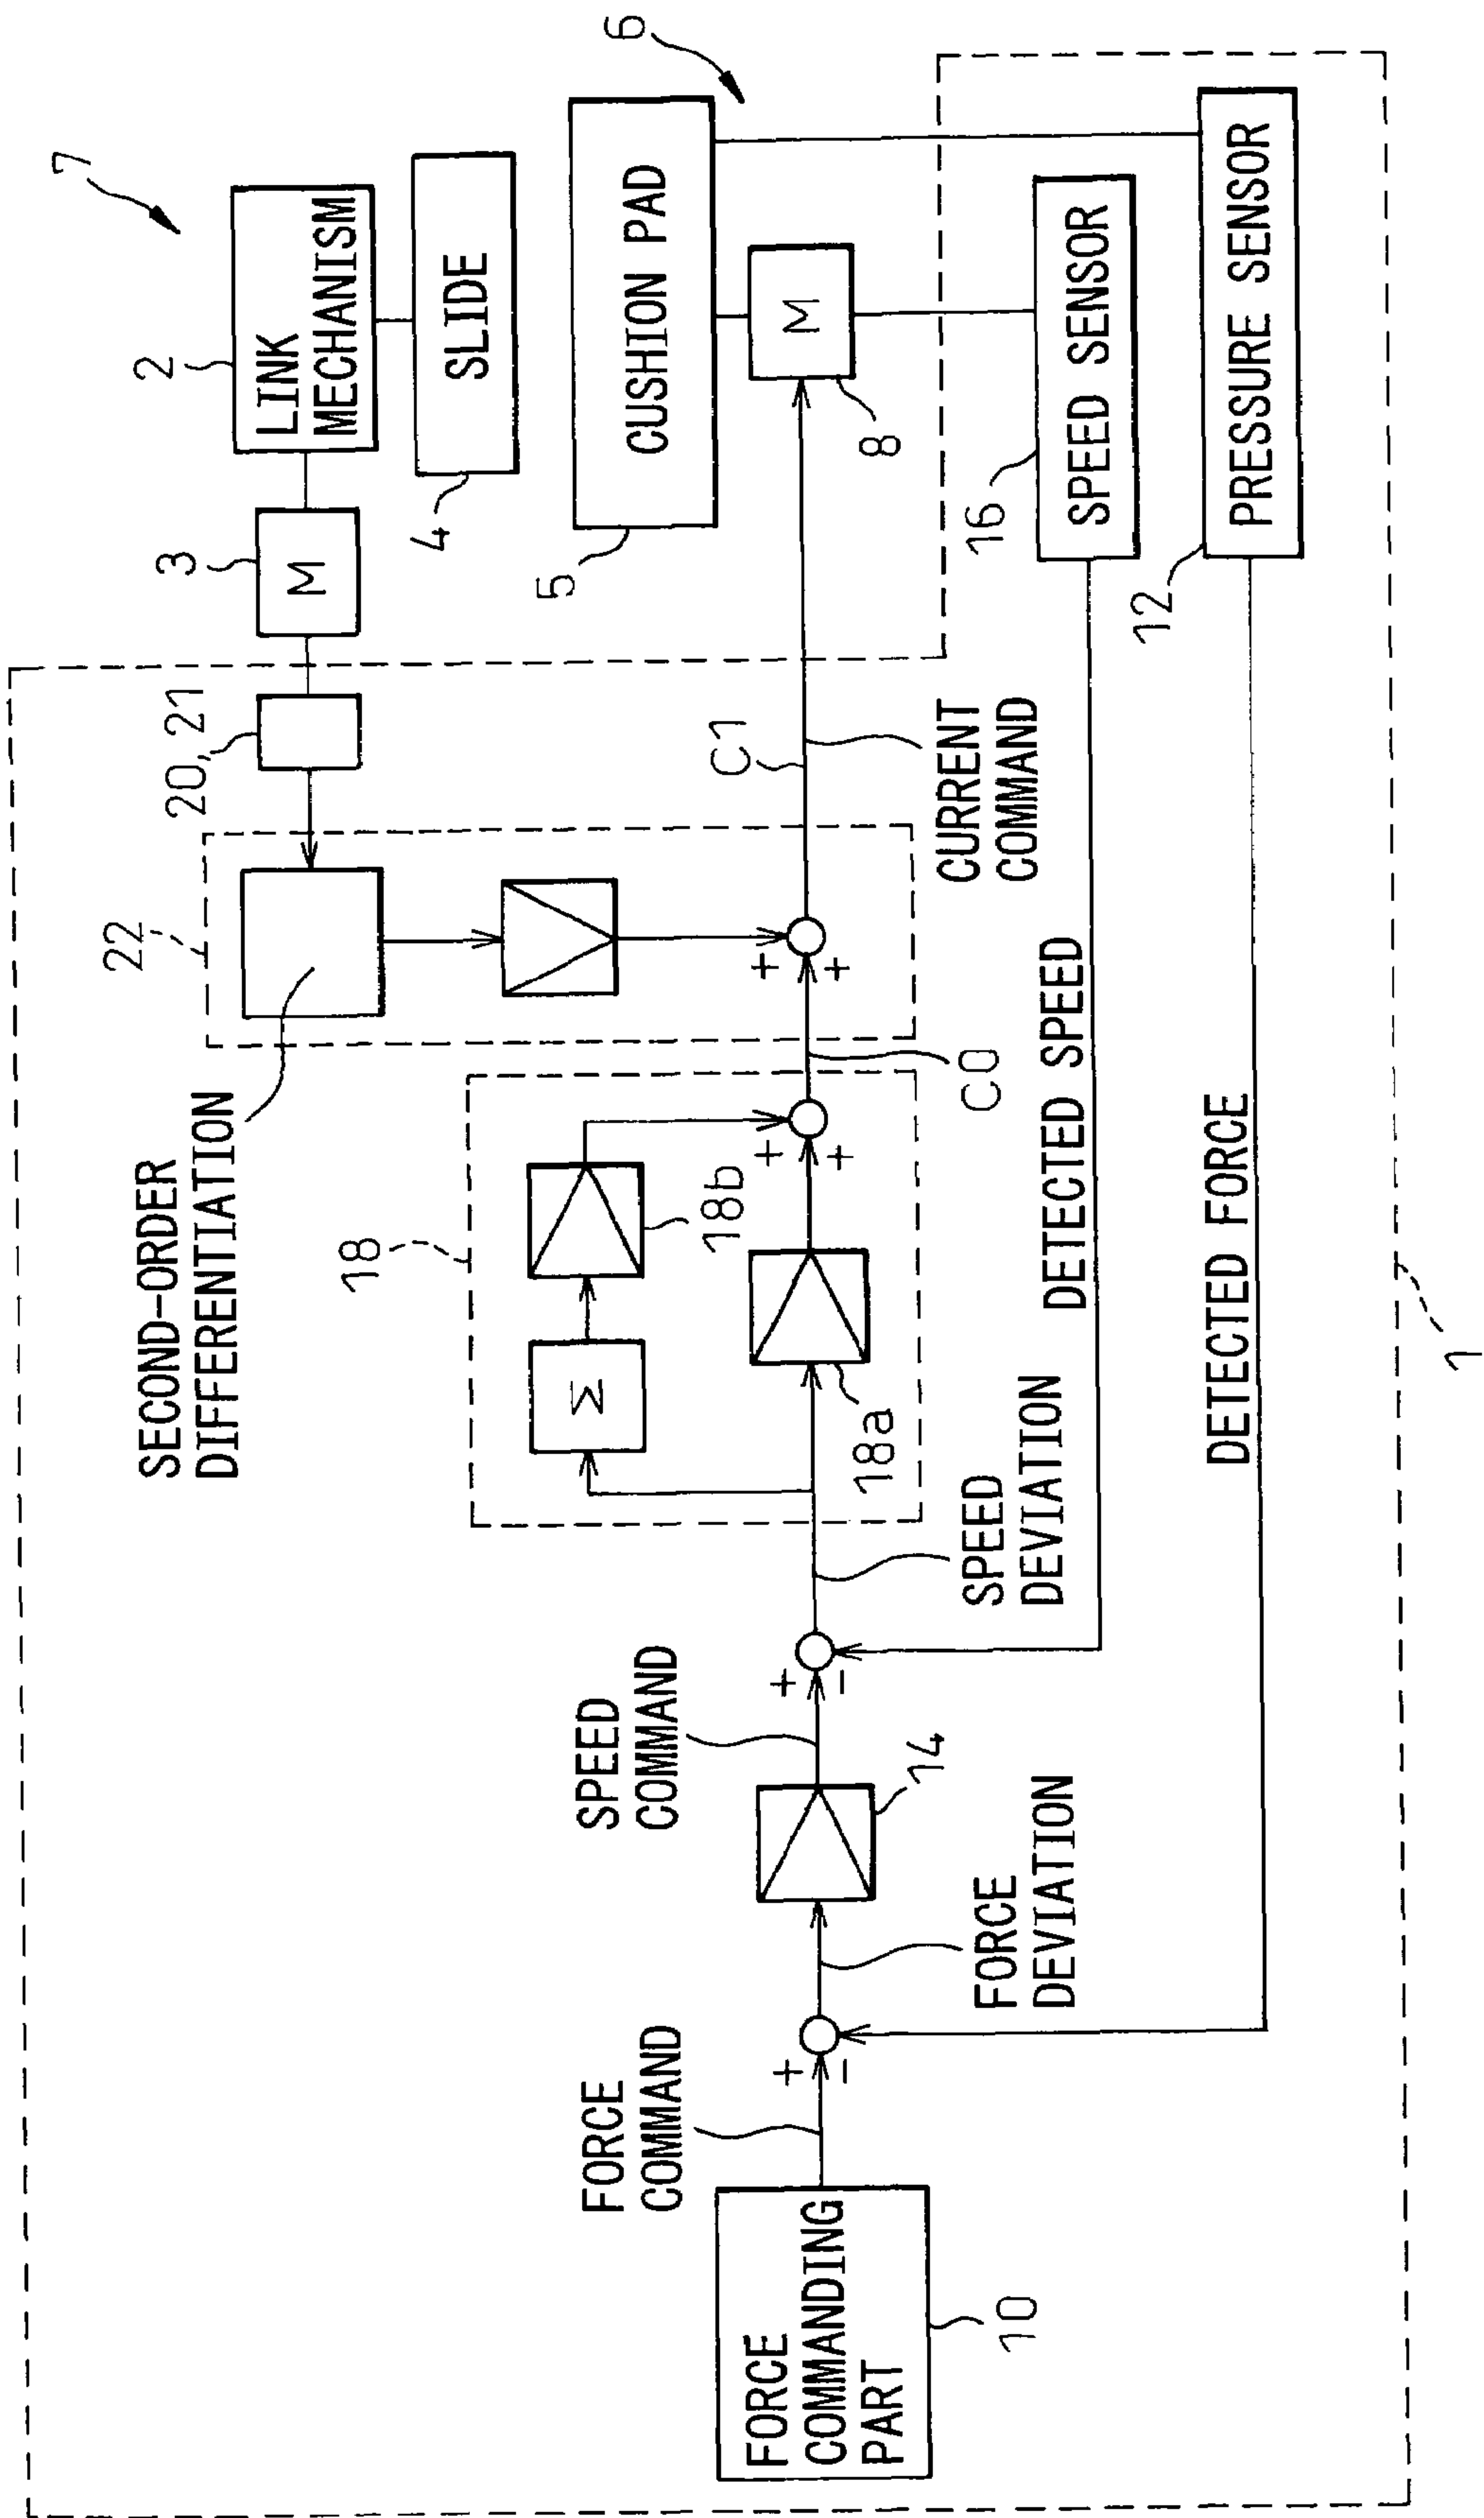 7
2
LINK
MECHANISM
3
M
20, 21
SLIDE
4
6
CUSHION PAD
5
M
8
22
SECOND-ORDER
DIFFERENTIATION
+
+
C1
CURRENT
COMMAND
18
Σ
18b
18a
+
+
C0
SPEED
DEVIATION
SPEED
COMMAND
+
−
14
FORCE
DEVIATION
FORCE
COMMAND
+
−
FORCE
COMMANDING
PART
10
DETECTED SPEED
16
SPEED SENSOR
DETECTED FORCE
12
PRESSURE SENSOR
1